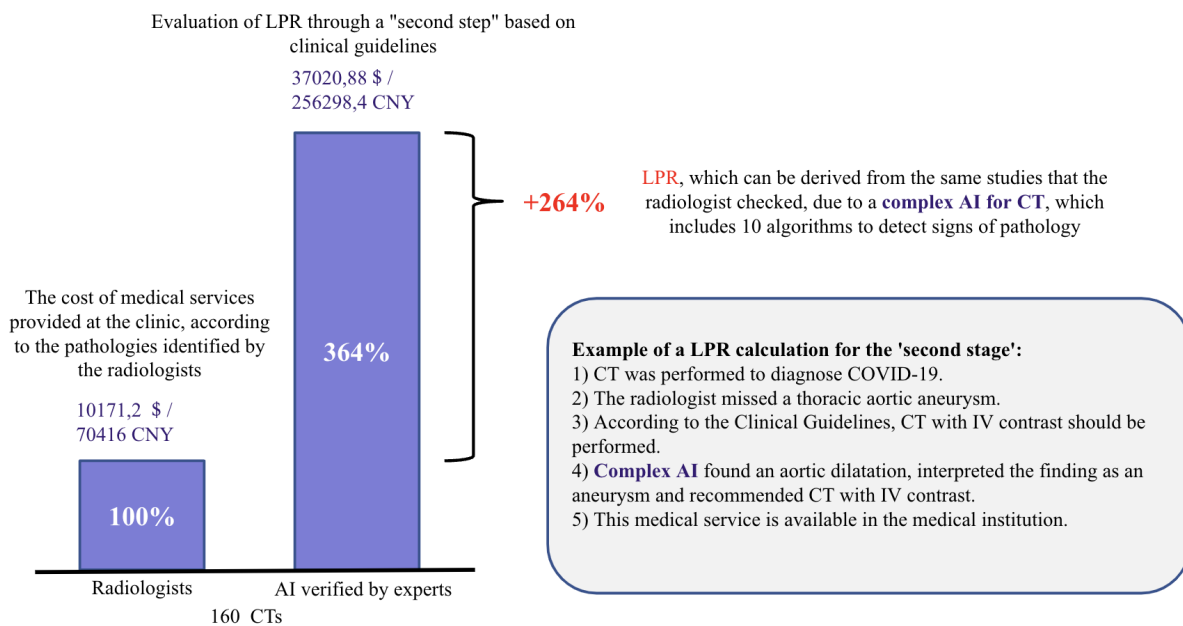 Evaluation of LPR through a "second step" based on
clinical guidelines
37020,88 $ /
256298,4 CNY
+264%
LPR, which can be derived from the same studies that the
radiologist checked, due to a complex AI for CT, which
includes 10 algorithms to detect signs of pathology
The cost of medical services
provided at the clinic, according
to the pathologies identified by
the radiologists
10171,2 $ /
70416 CNY
364%
100%
Example of a LPR calculation for the 'second stage':
1) CT was performed to diagnose COVID-19.
2) The radiologist missed a thoracic aortic aneurysm.
3) According to the Clinical Guidelines, CT with IV contrast should be
performed.
4) Complex AI found an aortic dilatation, interpreted the finding as an
aneurysm and recommended CT with IV contrast.
5) This medical service is available in the medical institution.
Radiologists
AI verified by experts
160 CTs